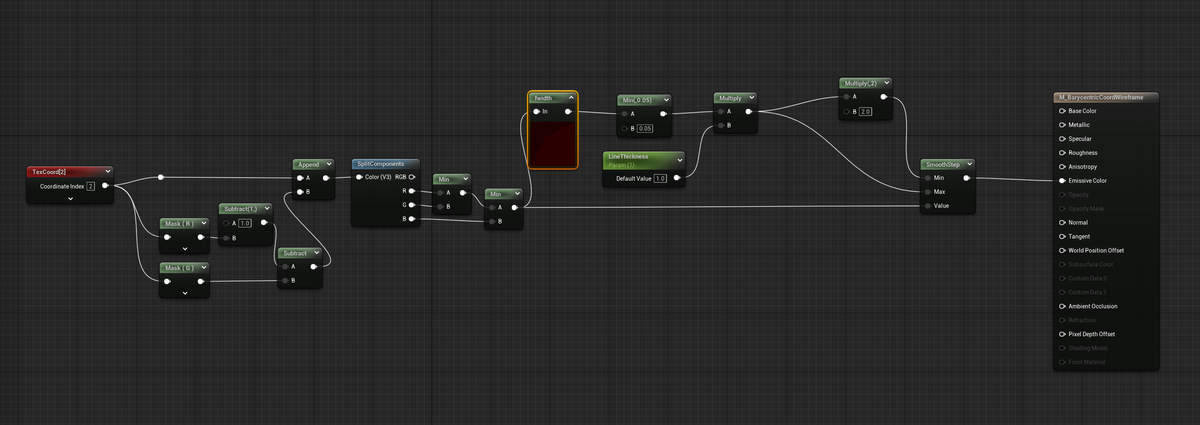 TexCoord[2]
Coordinate Index 2
Mask ( R )
Mask ( G )
Subtract(1,)
A 1.0
B
Subtract
A
B
Append
A
B
SplitComponents
Color (V3) RGB
R
G
B
Min
A
B
Min
A
B
fwidth
In
Min(,0.05)
A
B 0.05
LineThickness
Param (1)
Default Value 1.0
Multiply
A
B
Multiply(,2)
A
B 2.0
SmoothStep
Min
Max
Value
M_BarycentricCoordWireframe
Base Color
Metallic
Specular
Roughness
Anisotropy
Emissive Color
Opacity
Opacity Mask
Normal
Tangent
World Position Offset
Subsurface Color
Custom Data 0
Custom Data 1
Ambient Occlusion
Refraction
Pixel Depth Offset
Shading Model
Front Material